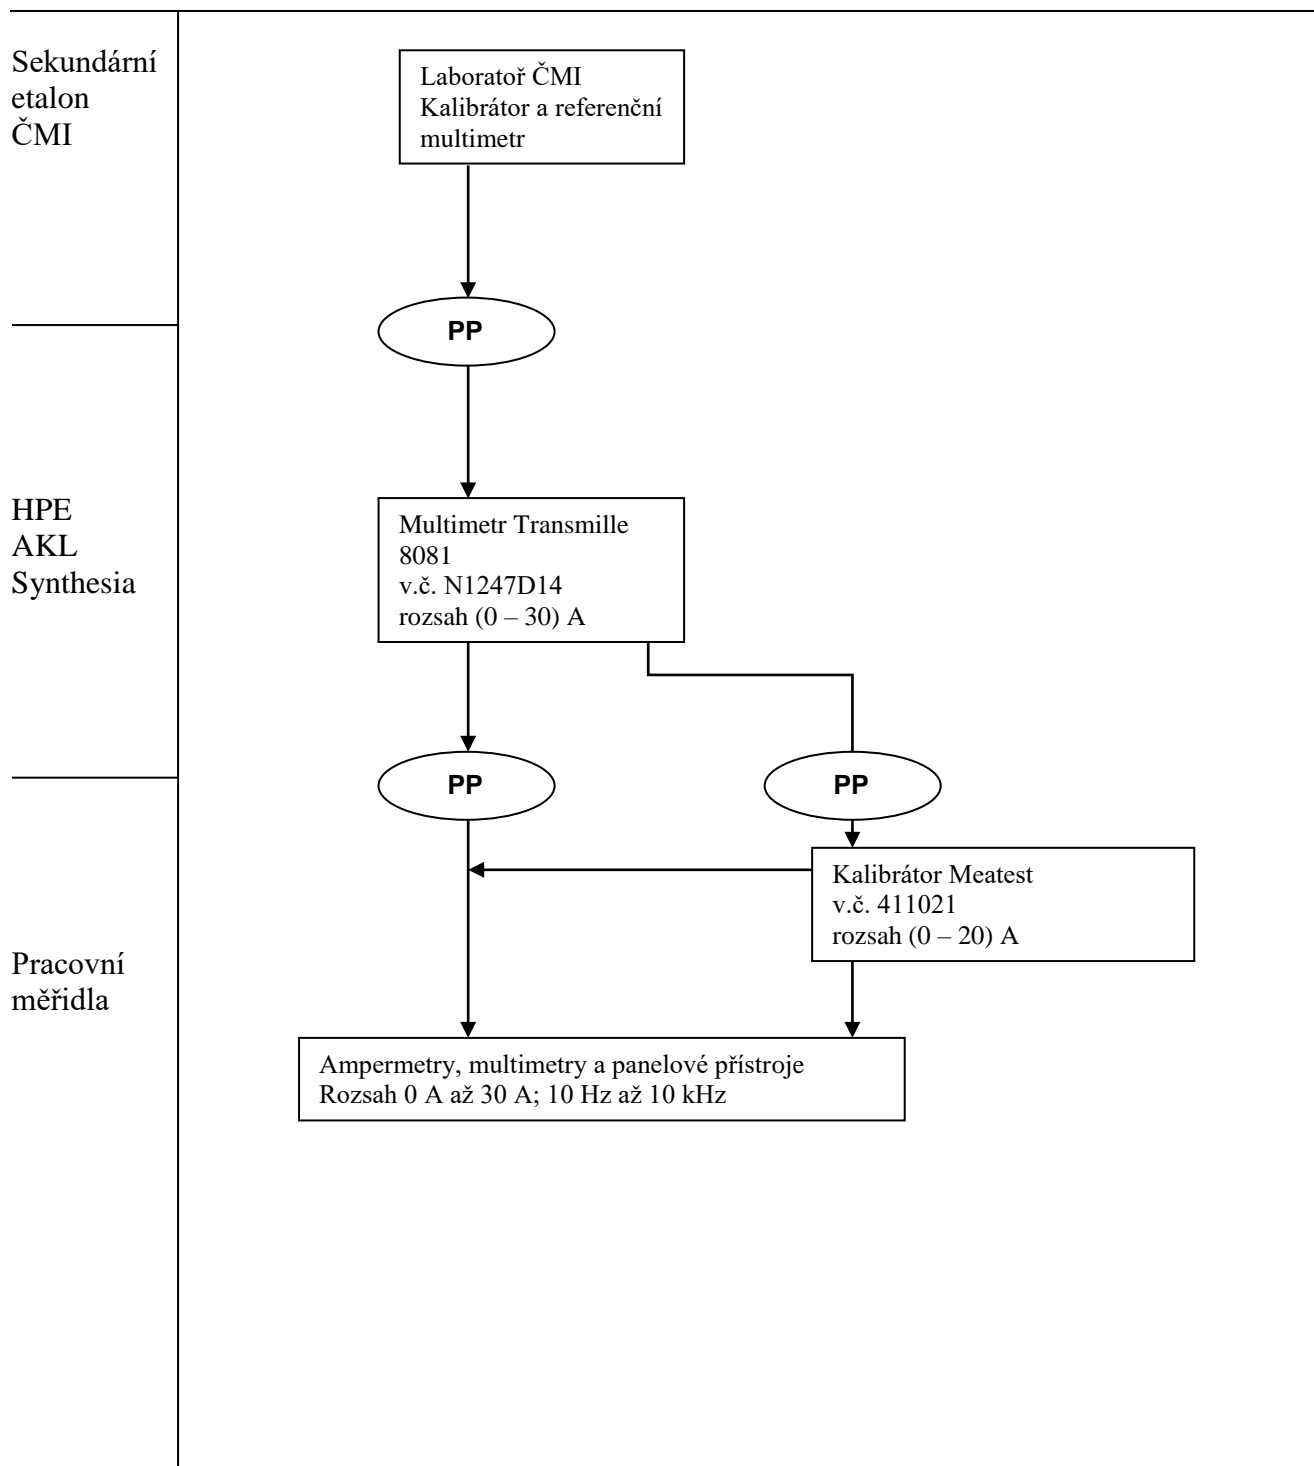 Sekundární
etalon
ČMI
Laboratoř ČMI
Kalibrátor a referenční
multimetr
PP
HPE
AKL
Synthesia
Multimetr Transmille
8081
v.č. N1247D14
rozsah (0 – 30) A
PP
PP
Kalibrátor Meatest
v.č. 411021
rozsah (0 – 20) A
Pracovní
měřidla
Ampermetry, multimetry a panelové přístroje
Rozsah 0 A až 30 A; 10 Hz až 10 kHz